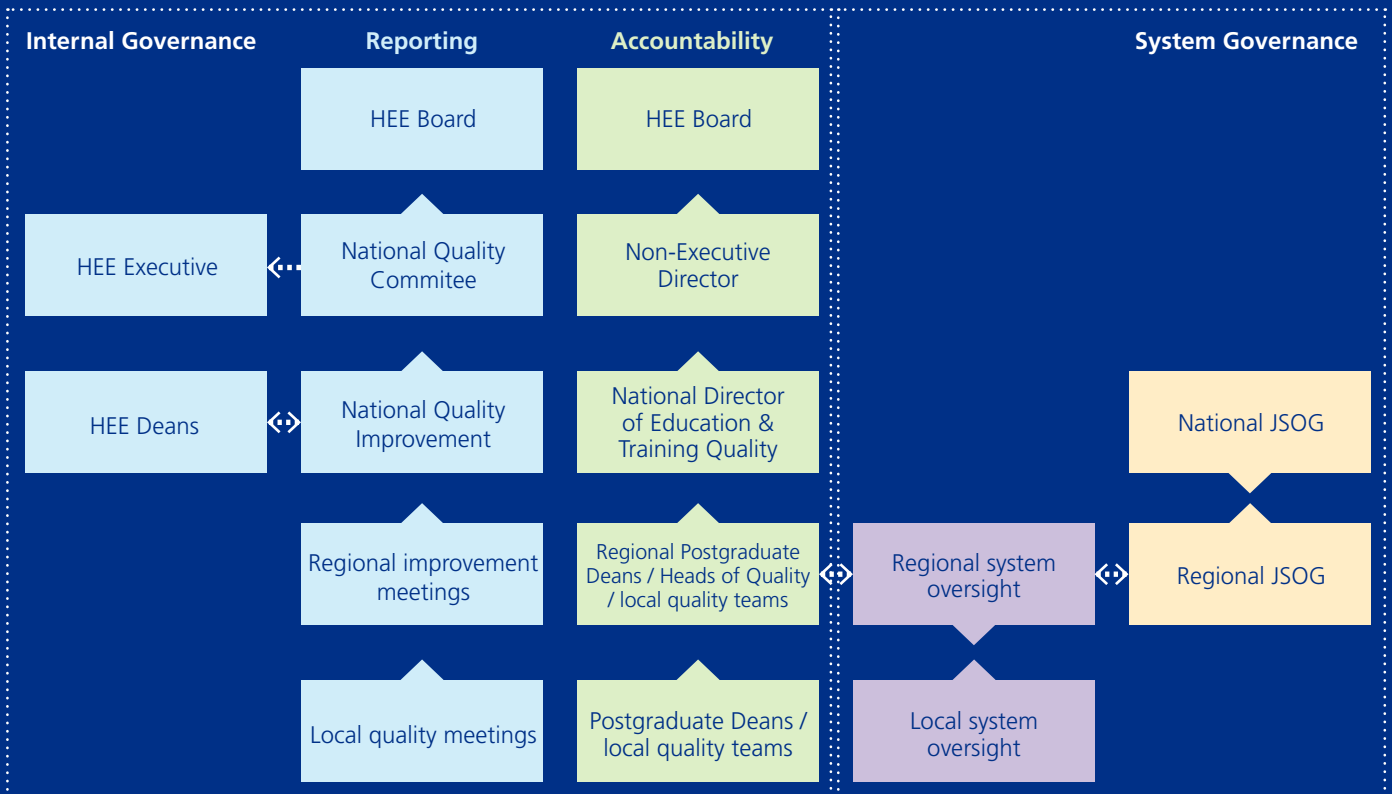 Internal Governance
Reporting
Accountability
System Governance
HEE Board
HEE Board
HEE Executive
National Quality
Commitee
Non-Executive
Director
HEE Deans
National Quality
Improvement
National Director
of Education &
Training Quality
National JSOG
Regional improvement
meetings
Regional Postgraduate
Deans / Heads of Quality
/ local quality teams
Regional system
oversight
Regional JSOG
Local quality meetings
Postgraduate Deans /
local quality teams
Local system
oversight